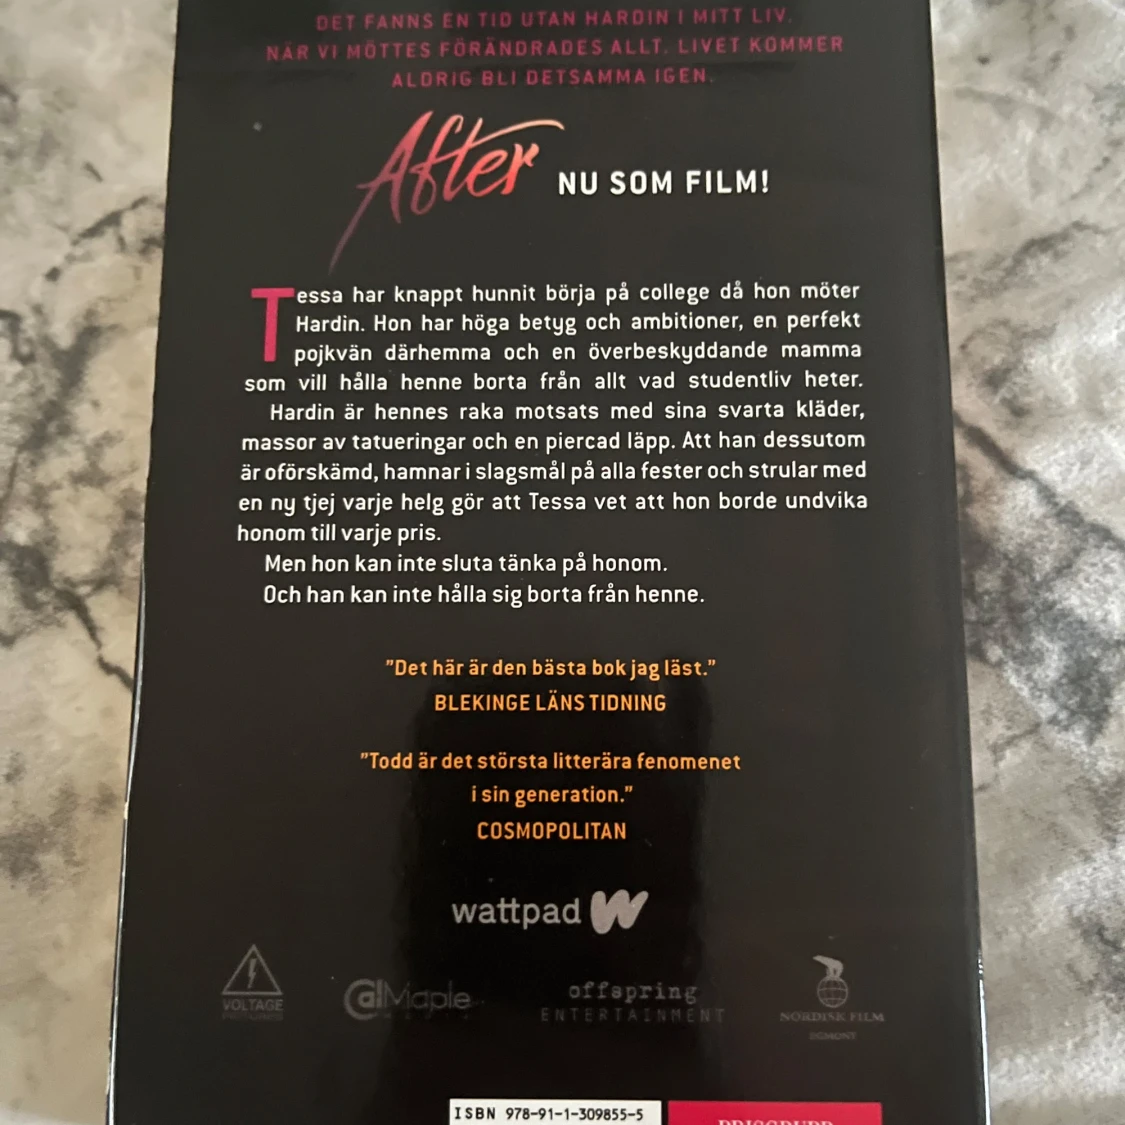 DET FANNS EN TID UTAN HARDIN I MITT LIV.
NÄR VI MÖTTES FÖRÄNDRADES ALLT. LIVET KOMMER
ALDRIG BLI DETSAMMA IGEN.
After NU SOM FILM!
Tessa har knappt hunnit börja på college då hon möter
Hardin. Hon har höga betyg och ambitioner, en perfekt
pojkvän därhemma och en överbeskyddande mamma
som vill hålla henne borta från allt vad studentliv heter.
Hardin är hennes raka motsats med sina svarta kläder,
massor av tatueringar och en piercad läpp. Att han dessutom
är oförskämd, hamnar i slagsmål på alla fester och strular med
en ny tjej varje helg gör att Tessa vet att hon borde undvika
honom till varje pris.
Men hon kan inte sluta tänka på honom.
Och han kan inte hålla sig borta från henne.
”Det här är den bästa bok jag läst.”
BLEKINGE LÄNS TIDNING
”Todd är det största litterära fenomenet
i sin generation.”
COSMOPOLITAN
wattpad W
VOLTAGE
PICTURES
CalMaple
offspring
ENTERTAINMENT
NORDISK FILM
EGMONT
ISBN 978-91-1-309855-5
PRISGRUPP